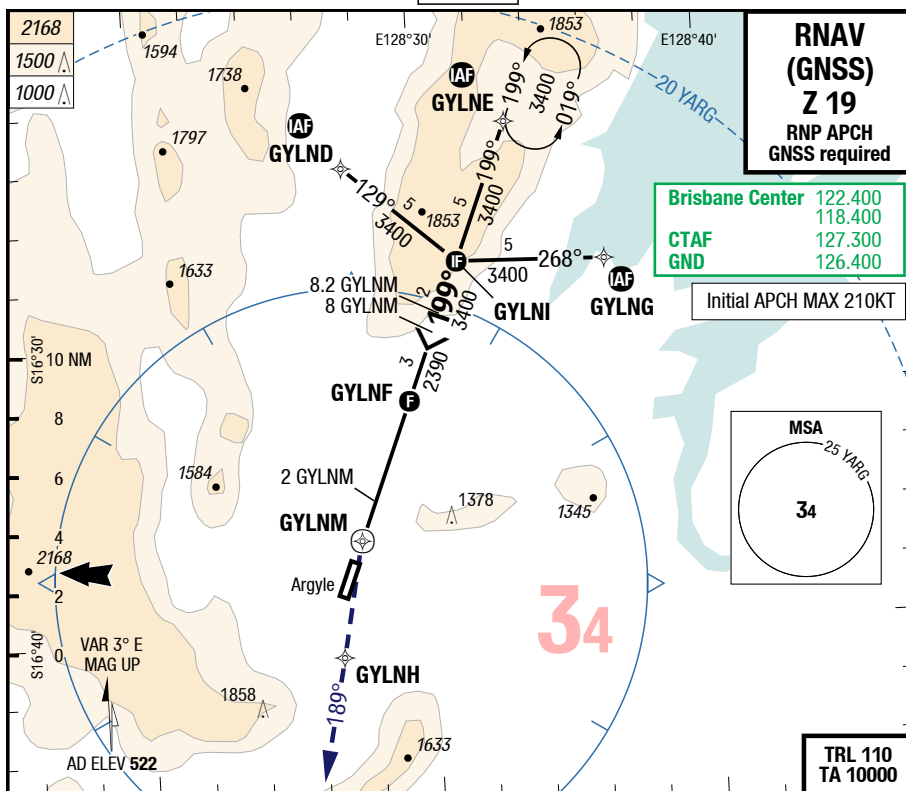 2168
1500
1000
1594
1738
1797
1633
1584
2168
E128°30'
E128°40'
1853
20 YARG
RNAV
(GNSS)
Z 19
RNP APCH
GNSS required
Brisbane Center 122.400
118.400
CTAF 127.300
GND 126.400
Initial APCH MAX 210KT
IAF
GYLNE
199°
3400
019°
199°
5
3400
IAF
GYLND
129°
5
3400
1853
IF
GYLNI
5
3400
268°
IAF
GYLNG
8.2 GYLNM
8 GYLNM
2
199°
3400
3
2390
GYLNF
F
2 GYLNM
GYLNM
Argyle
1378
1345
MSA
25 YARG
34
34
S16°30'
10 NM
8
6
4
2
0
S16°40'
VAR 3° E
MAG UP
AD ELEV 522
1858
GYLNH
189°
1633
TRL 110
TA 10000